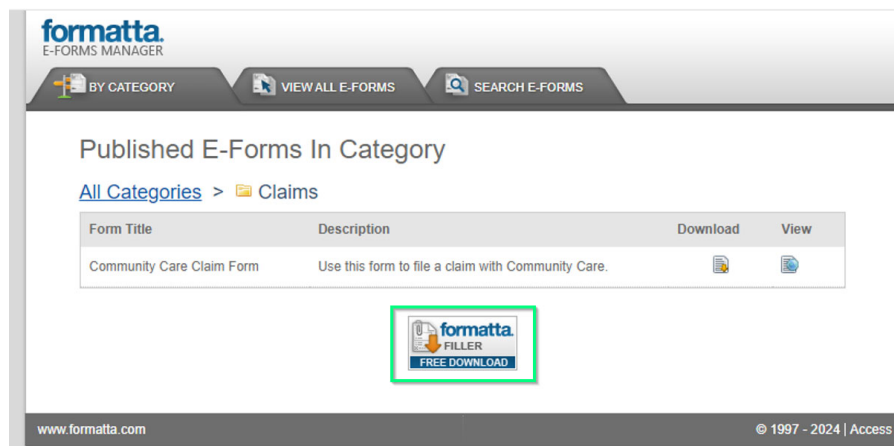 formatta.
E-FORMS MANAGER
BY CATEGORY VIEW ALL E-FORMS SEARCH E-FORMS
Published E-Forms In Category
All Categories > Claims
Form Title Description Download View
Community Care Claim Form Use this form to file a claim with Community Care.
formatta.
FILLER
FREE DOWNLOAD
www.formatta.com © 1997 - 2024 | Access